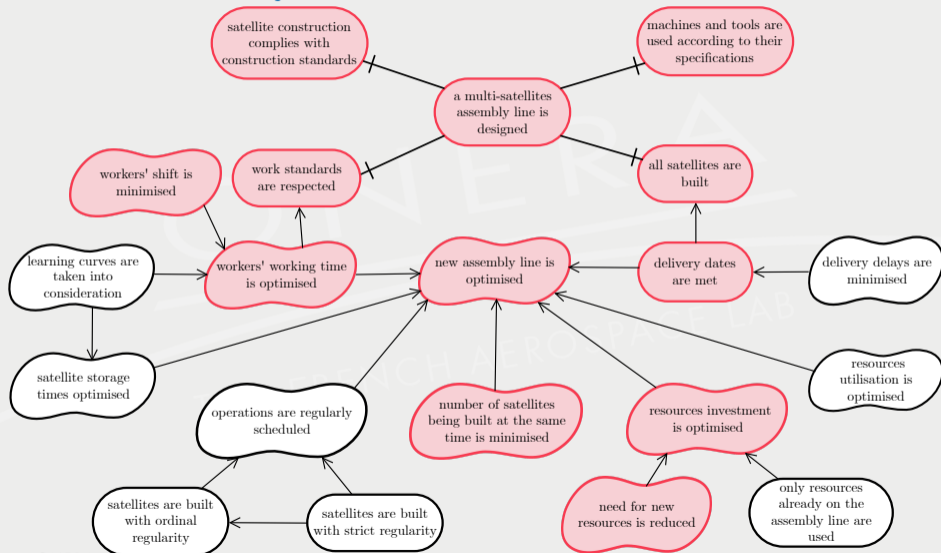 satellite construction
complies with
construction standards
machines and tools are
used according to their
specifications
a multi-satellites
assembly line is
designed
workers' shift is
minimised
work standards
are respected
all satellites are
built
learning curves are
taken into
consideration
workers' working time
is optimised
new assembly line is
optimised
delivery dates
are met
delivery delays are
minimised
satellite storage
times optimised
operations are regularly
scheduled
number of satellites
being built at the same
time is minimised
resources investment
is optimised
resources
utilisation is
optimised
satellites are built
with ordinal
regularity
satellites are built
with strict regularity
need for new
resources is reduced
only resources
already on the
assembly line are
used
ONERA
FRENCH AEROSPACE LAB